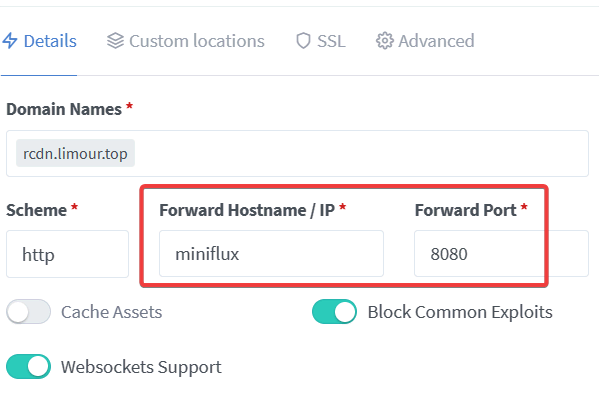 Details Custom locations SSL Advanced
Domain Names *
rcdn.limour.top
Scheme * Forward Hostname / IP * Forward Port *
http miniflux 8080
Cache Assets Block Common Exploits
Websockets Support